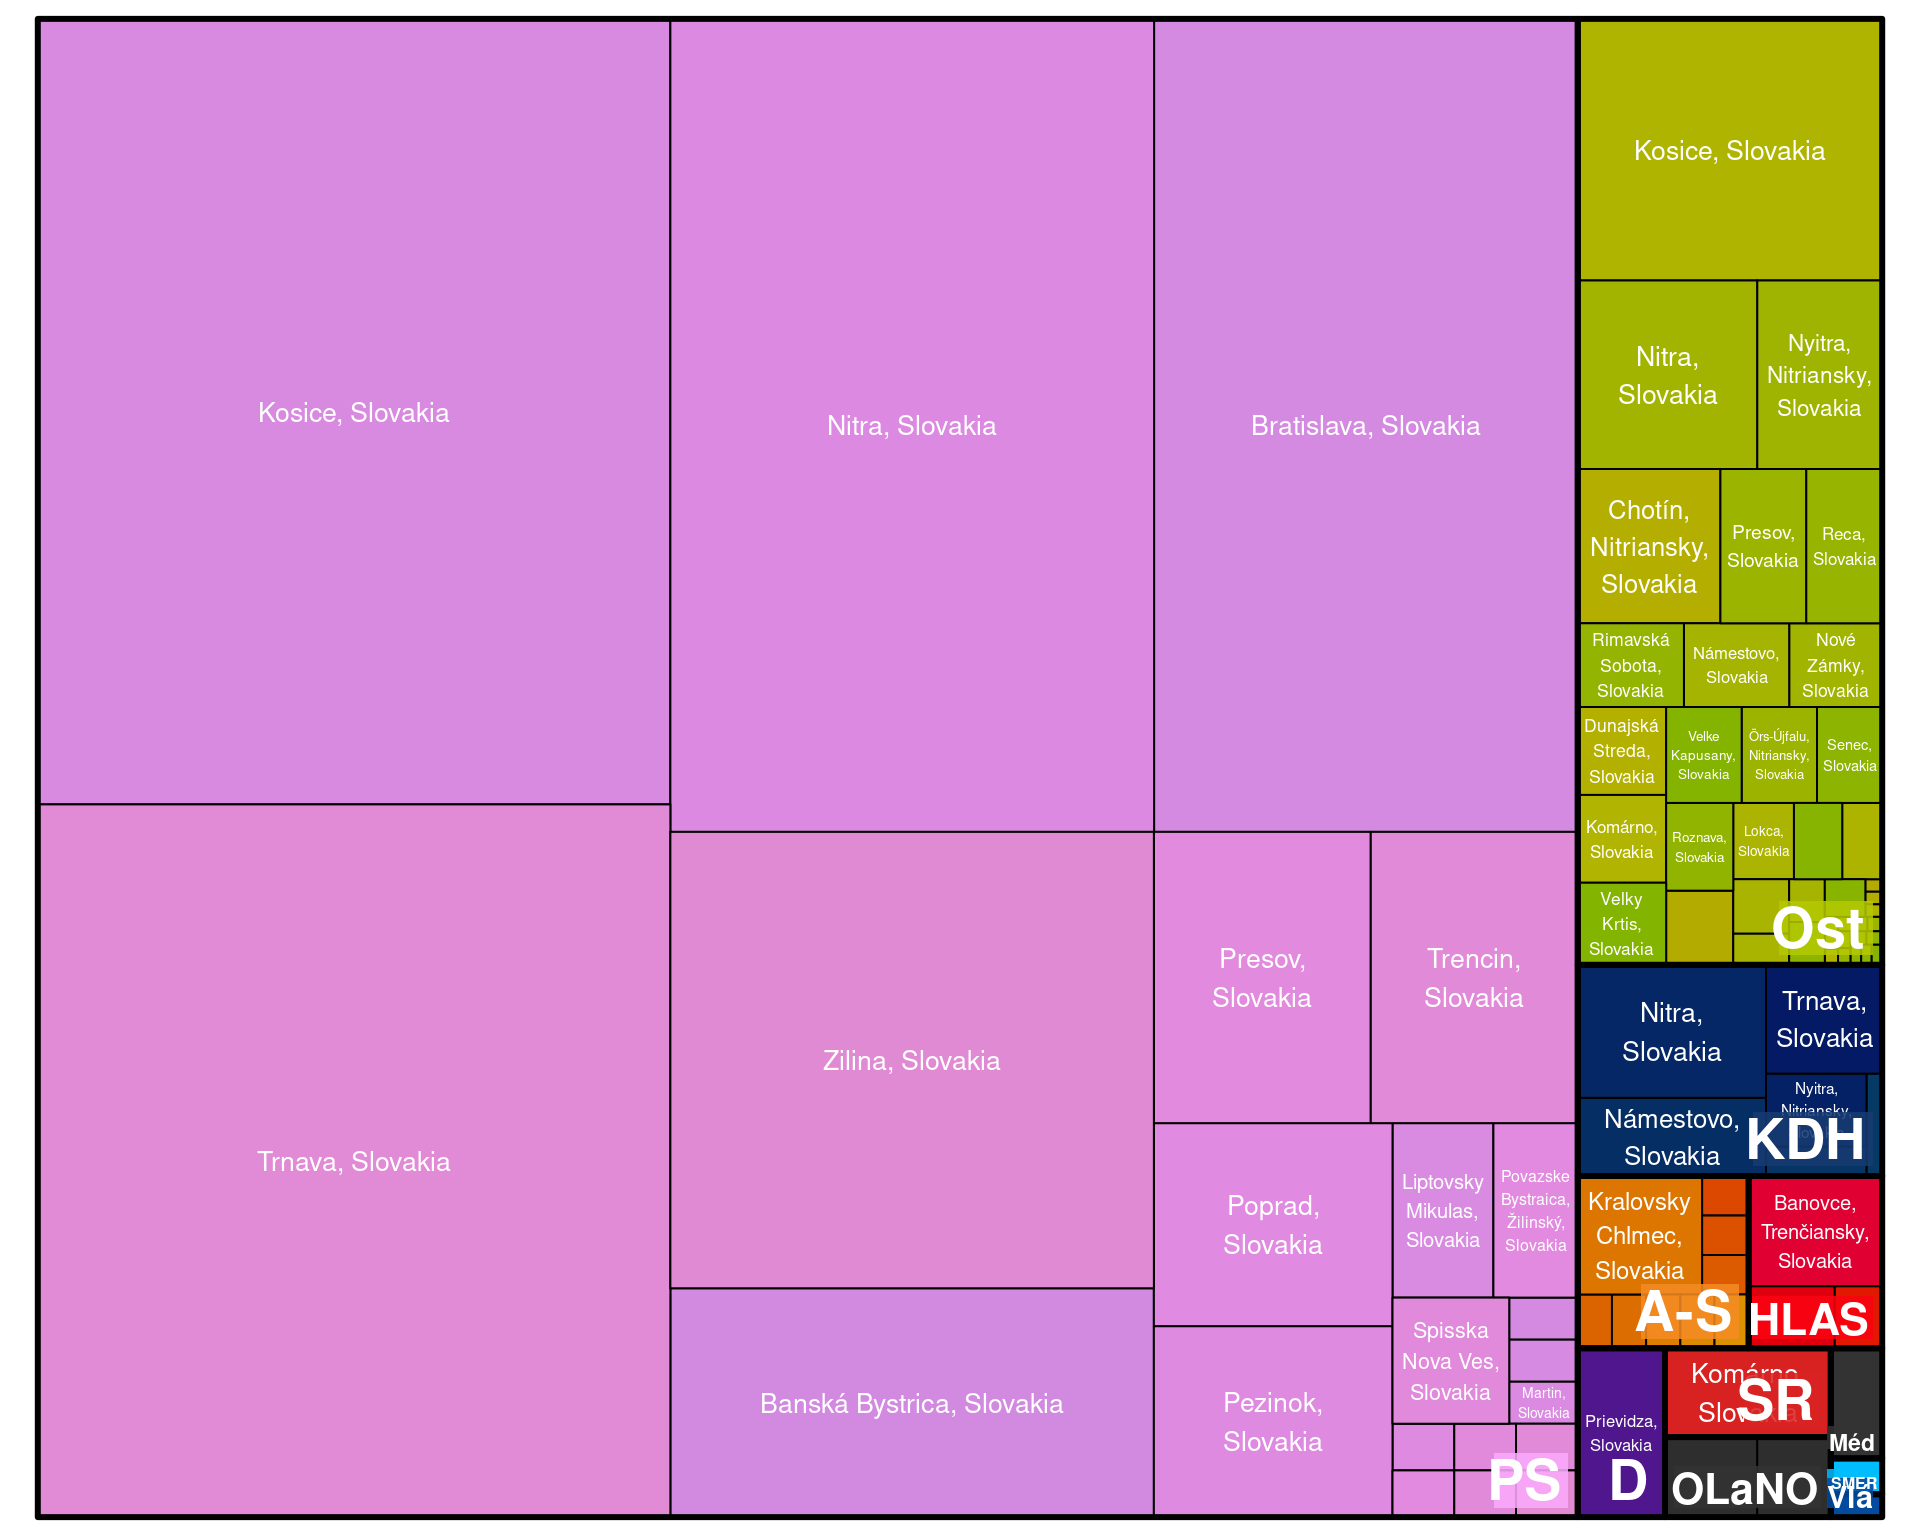 Kosice, Slovakia
Trnava, Slovakia
Nitra, Slovakia
Zilina, Slovakia
Banská Bystrica, Slovakia
Bratislava, Slovakia
Presov,
Slovakia
Trencin,
Slovakia
Poprad,
Slovakia
Pezinok,
Slovakia
Liptovsky
Mikulas,
Slovakia
Povazske
Bystraica,
Žilinský,
Slovakia
Spisska
Nova Ves,
Slovakia
Martin,
Slovakia
PS
Kosice, Slovakia
Nitra,
Slovakia
Nyitra,
Nitriansky,
Slovakia
Chotín,
Nitriansky,
Slovakia
Presov,
Slovakia
Reca,
Slovakia
Rimavská
Sobota,
Slovakia
Námestovo,
Slovakia
Nové
Zámky,
Slovakia
Dunajská
Streda,
Slovakia
Velke
Kapusany,
Slovakia
Örs-Újfalu,
Nitriansky,
Slovakia
Senec,
Slovakia
Komárno,
Slovakia
Roznava,
Slovakia
Lokca,
Slovakia
Velky
Krtis,
Slovakia
Ost
Nitra,
Slovakia
Trnava,
Slovakia
Námestovo,
Slovakia
Nyitra,
Nitriansky,
KDH
Kralovsky
Chlmec,
Slovakia
A-S
Banovce,
Trenčiansky,
Slovakia
HLAS
Prievidza,
Slovakia
D
Komárno,
Slovakia
SR
OLaNO
Méd
SMER
Vla